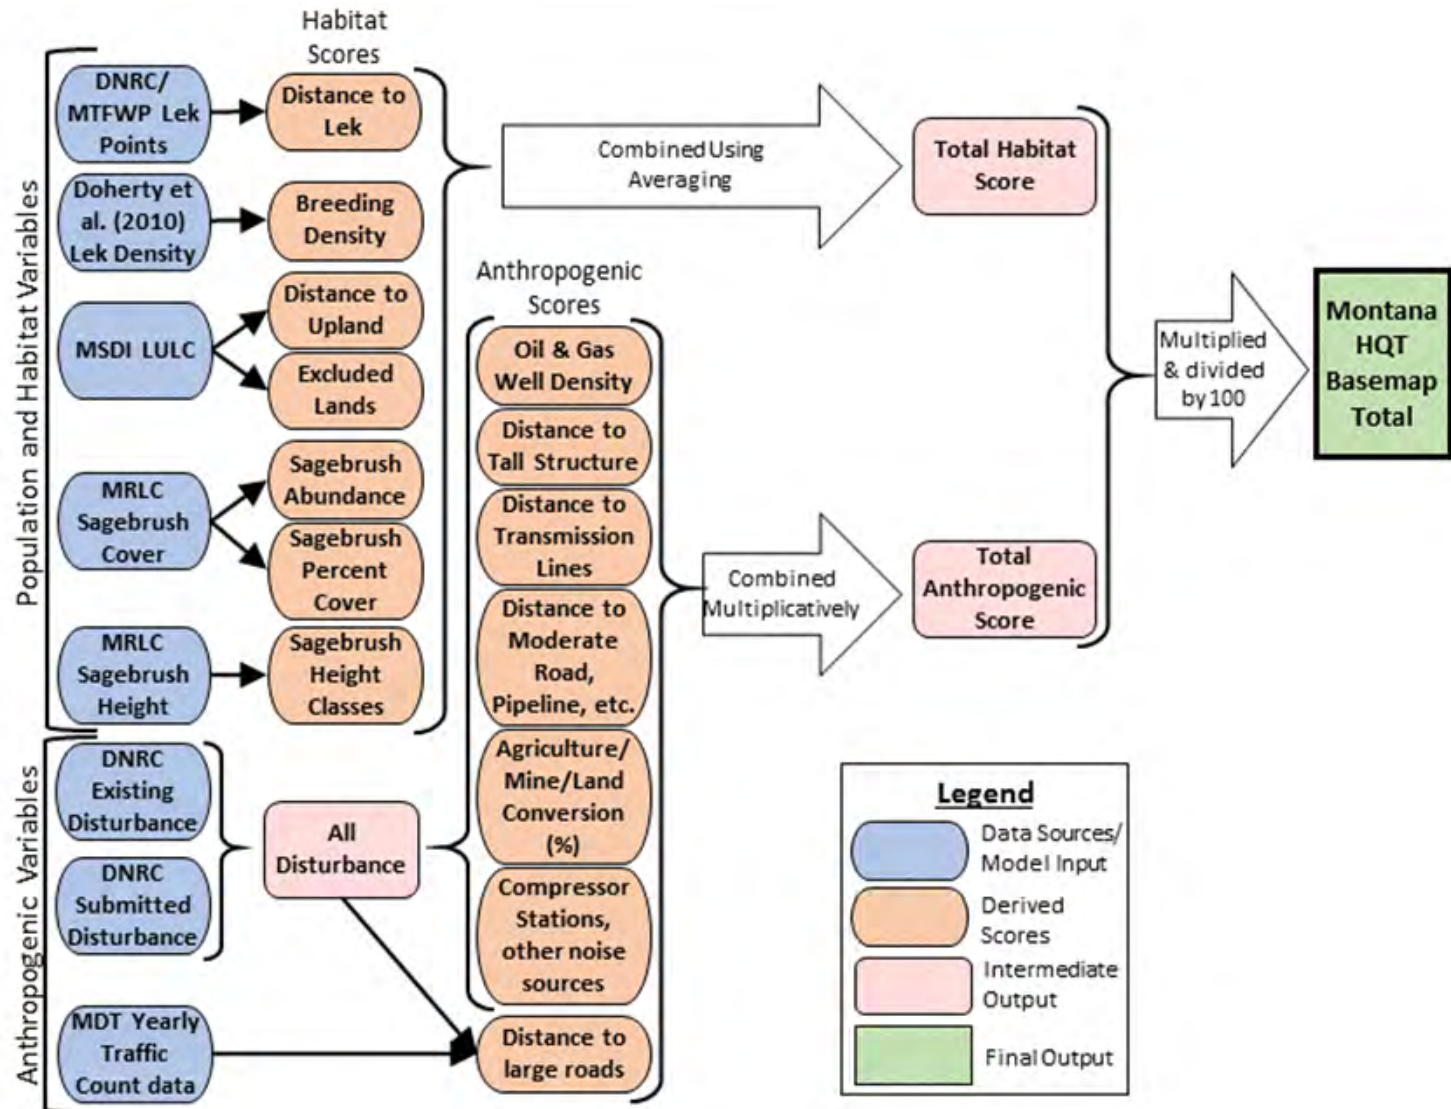 Habitat
Scores
Population and Habitat Variables
DNRC/
MTFWP Lek
Points
Distance to
Lek
Doherty et
al. (2010)
Lek Density
Breeding
Density
MSDI LULC
Distance to
Upland
Excluded
Lands
MRLC
Sagebrush
Cover
Sagebrush
Abundance
Sagebrush
Percent
Cover
MRLC
Sagebrush
Height
Sagebrush
Height
Classes
Combined Using
Averaging
Total Habitat
Score
Anthropogenic Variables
DNRC
Existing
Disturbance
DNRC
Submitted
Disturbance
All
Disturbance
MDT Yearly
Traffic
Count data
Anthropogenic
Scores
Oil & Gas
Well Density
Distance to
Tall Structure
Distance to
Transmission
Lines
Distance to
Moderate
Road,
Pipeline, etc.
Agriculture/
Mine/Land
Conversion
(%)
Compressor
Stations,
other noise
sources
Distance to
large roads
Combined
Multiplicatively
Total
Anthropogenic
Score
Multiplied
& divided
by 100
Montana
HQT
Basemap
Total
Legend
Data Sources/
Model Input
Derived
Scores
Intermediate
Output
Final Output